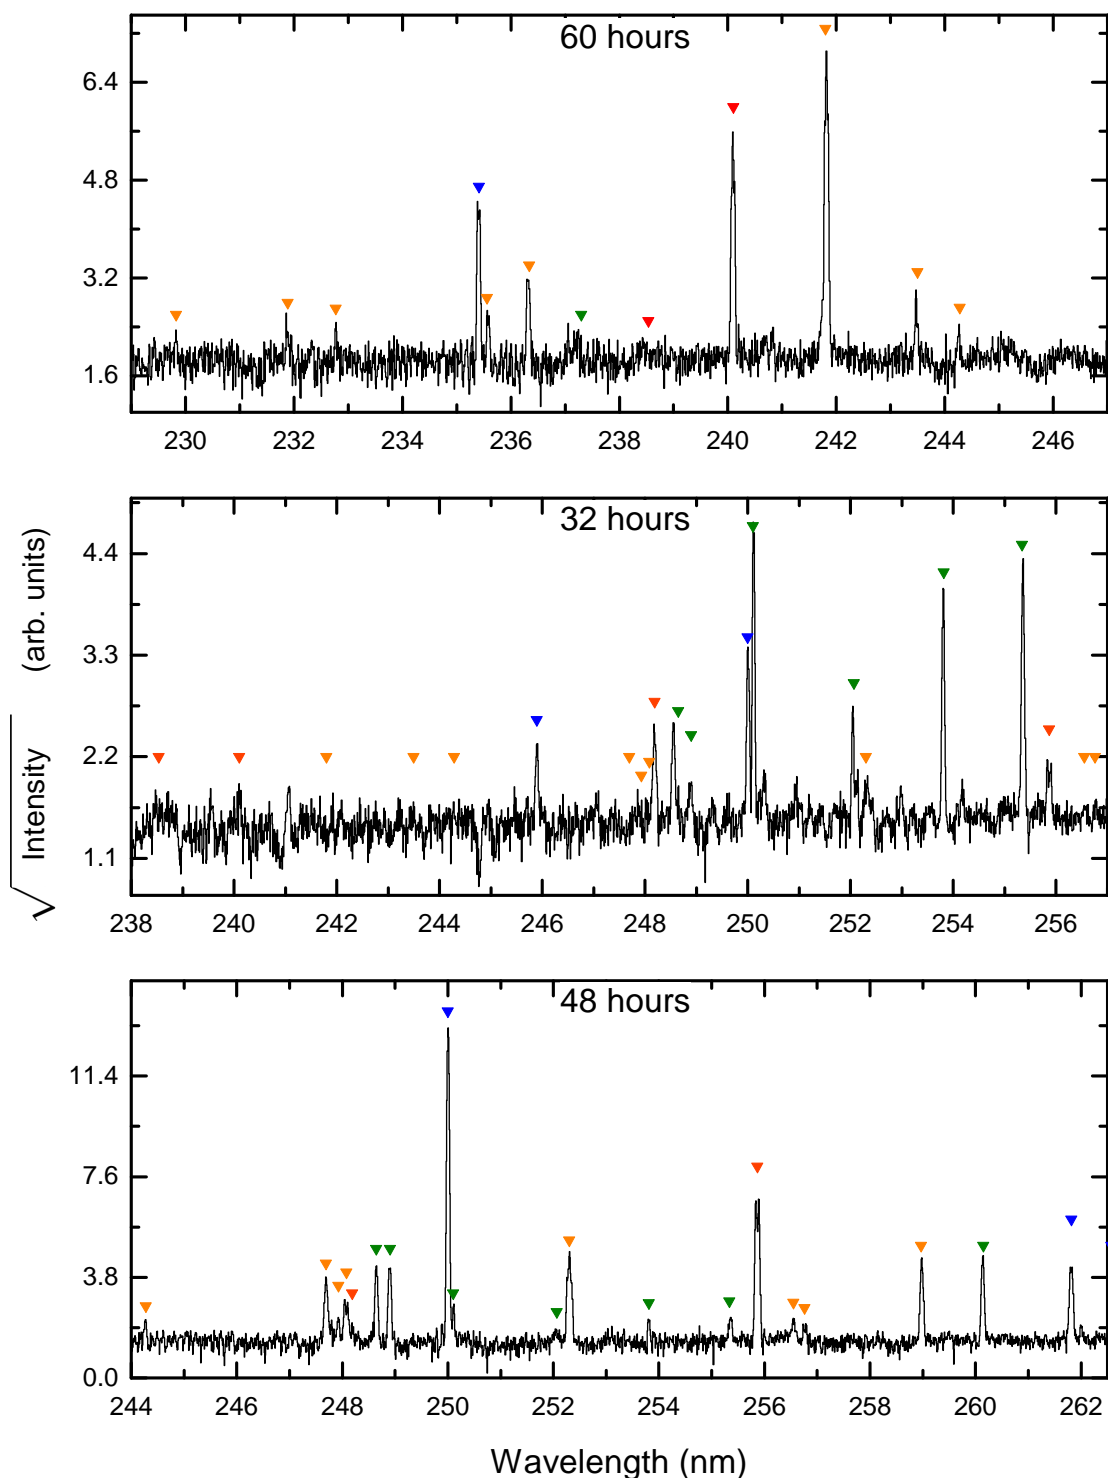 60 hours
6.4
4.8
3.2
1.6
230 232 234 236 238 240 242 244 246
32 hours
4.4
3.3
2.2
1.1
238 240 242 244 246 248 250 252 254 256
√Intensity (arb. units)
48 hours
11.4
7.6
3.8
0.0
244 246 248 250 252 254 256 258 260 262
Wavelength (nm)